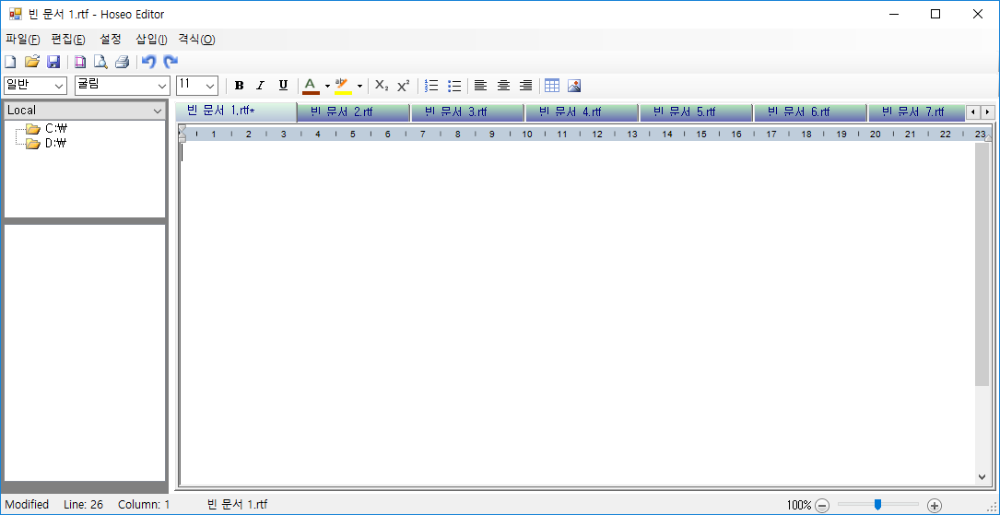 빈 문서 1.rtf - Hoseo Editor
파일(F) 편집(E) 설정 삽입(I) 격식(O)
일반 굴림 11 B I U A ab X₂ X²
Local 빈 문서 1.rtf* 빈 문서 2.rtf 빈 문서 3.rtf 빈 문서 4.rtf 빈 문서 5.rtf 빈 문서 6.rtf 빈 문서 7.rtf
1 2 3 4 5 6 7 8 9 10 11 12 13 14 15 16 17 18 19 20 21 22 23
C:₩
D:₩
Modified Line: 26 Column: 1 빈 문서 1.rtf 100%